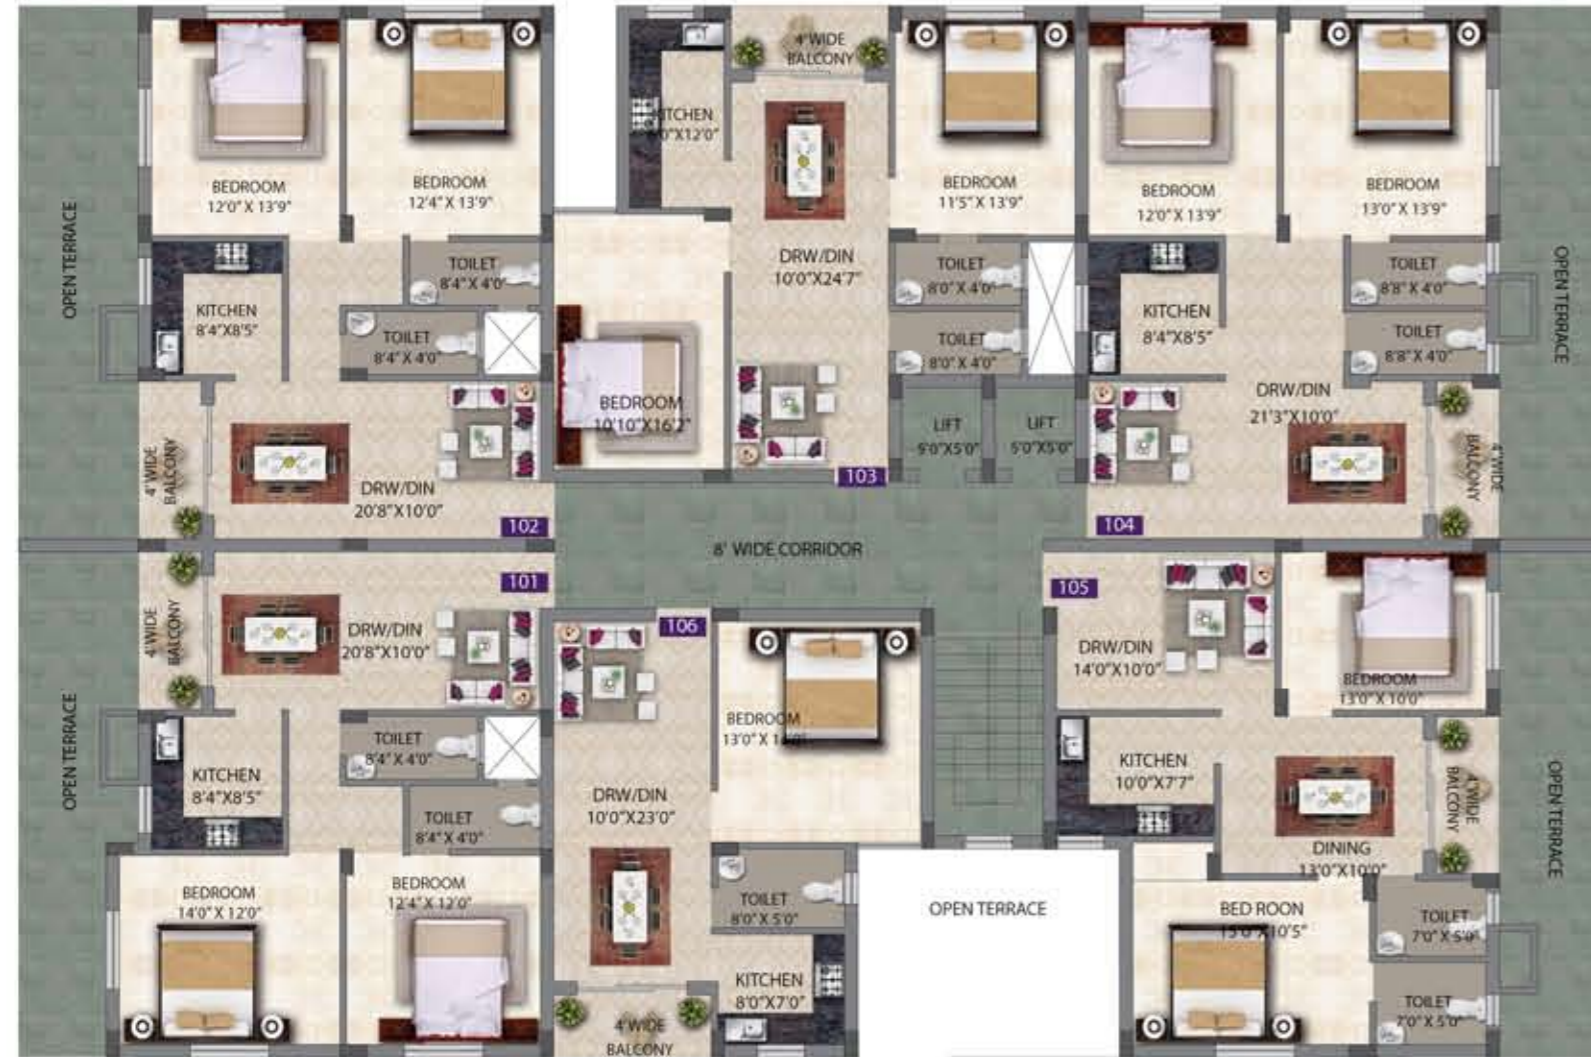 OPEN TERRACE
BEDROOM
12'0" X 13'9"
BEDROOM
12'4" X 13'9"
KITCHEN
8'4"X8'5"
TOILET
8'4" X 4'0"
TOILET
8'4" X 4'0"
4' WIDE
BALCONY
DRW/DIN
20'8"X10'0"
102
4' WIDE
BALCONY
KITCHEN
BEDROOM
10'10"X16'2"
DRW/DIN
10'0"X24'7"
103
BEDROOM
11'5" X 13'9"
TOILET
8'0" X 4'0"
TOILET
8'0" X 4'0"
LIFT
5'0"X5'0"
LIFT
5'0"X5'0"
BEDROOM
12'0" X 13'9"
BEDROOM
13'0" X 13'9"
KITCHEN
8'4"X8'5"
TOILET
8'8" X 4'0"
TOILET
8'8" X 4'0"
DRW/DIN
21'3"X10'0"
4' WIDE
BALCONY
104
OPEN TERRACE
8' WIDE CORRIDOR
101
4' WIDE
BALCONY
DRW/DIN
20'8"X10'0"
OPEN TERRACE
KITCHEN
8'4"X8'5"
TOILET
8'4" X 4'0"
TOILET
8'4" X 4'0"
BEDROOM
14'0" X 12'0"
BEDROOM
12'4" X 12'0"
106
BEDROOM
13'0" X
DRW/DIN
10'0"X23'0"
TOILET
8'0" X 5'0"
KITCHEN
8'0"X7'0"
4' WIDE
BALCONY
OPEN TERRACE
105
DRW/DIN
14'0"X10'0"
BEDROOM
13'0" X 10'0"
KITCHEN
10'0"X7'7"
4' WIDE
BALCONY
DINING
13'0"X10'0"
BED ROON
15'0"X10'5"
TOILET
7'0" X 5'0"
TOILET
7'0" X 5'0"
OPEN TERRACE